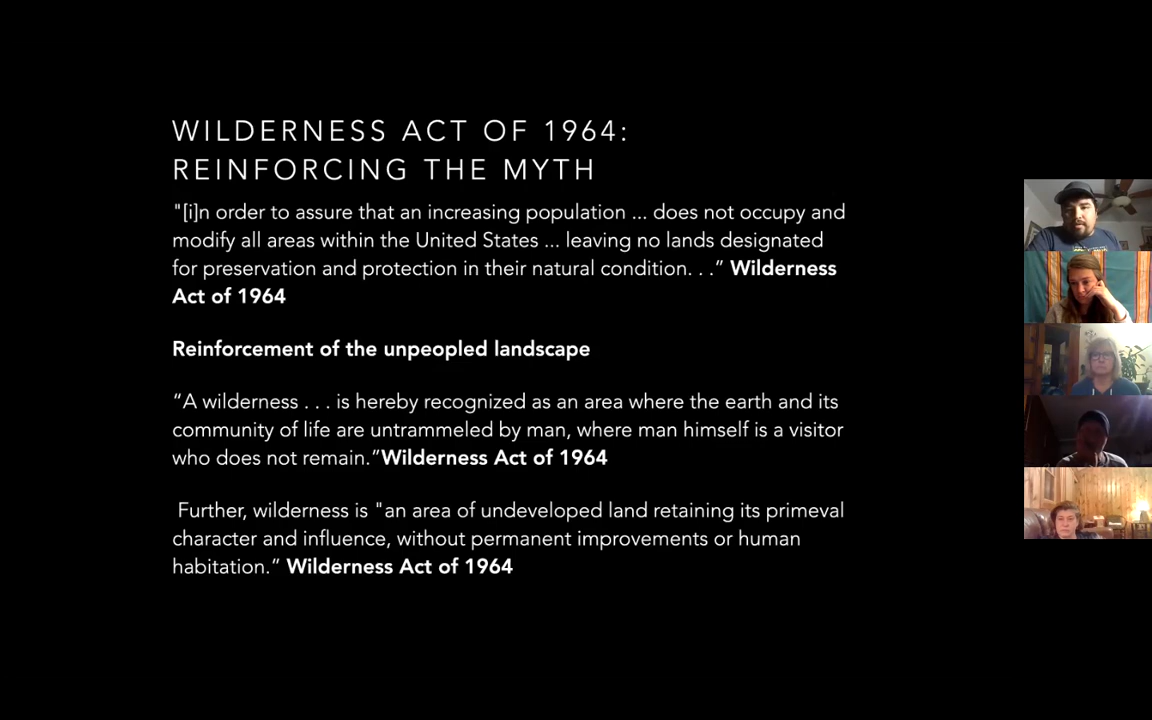 WILDERNESS ACT OF 1964:
REINFORCING THE MYTH
"[i]n order to assure that an increasing population ... does not occupy and
modify all areas within the United States ... leaving no lands designated
for preservation and protection in their natural condition. . .” Wilderness
Act of 1964
Reinforcement of the unpeopled landscape
“A wilderness . . . is hereby recognized as an area where the earth and its
community of life are untrammeled by man, where man himself is a visitor
who does not remain.”Wilderness Act of 1964
Further, wilderness is "an area of undeveloped land retaining its primeval
character and influence, without permanent improvements or human
habitation.” Wilderness Act of 1964